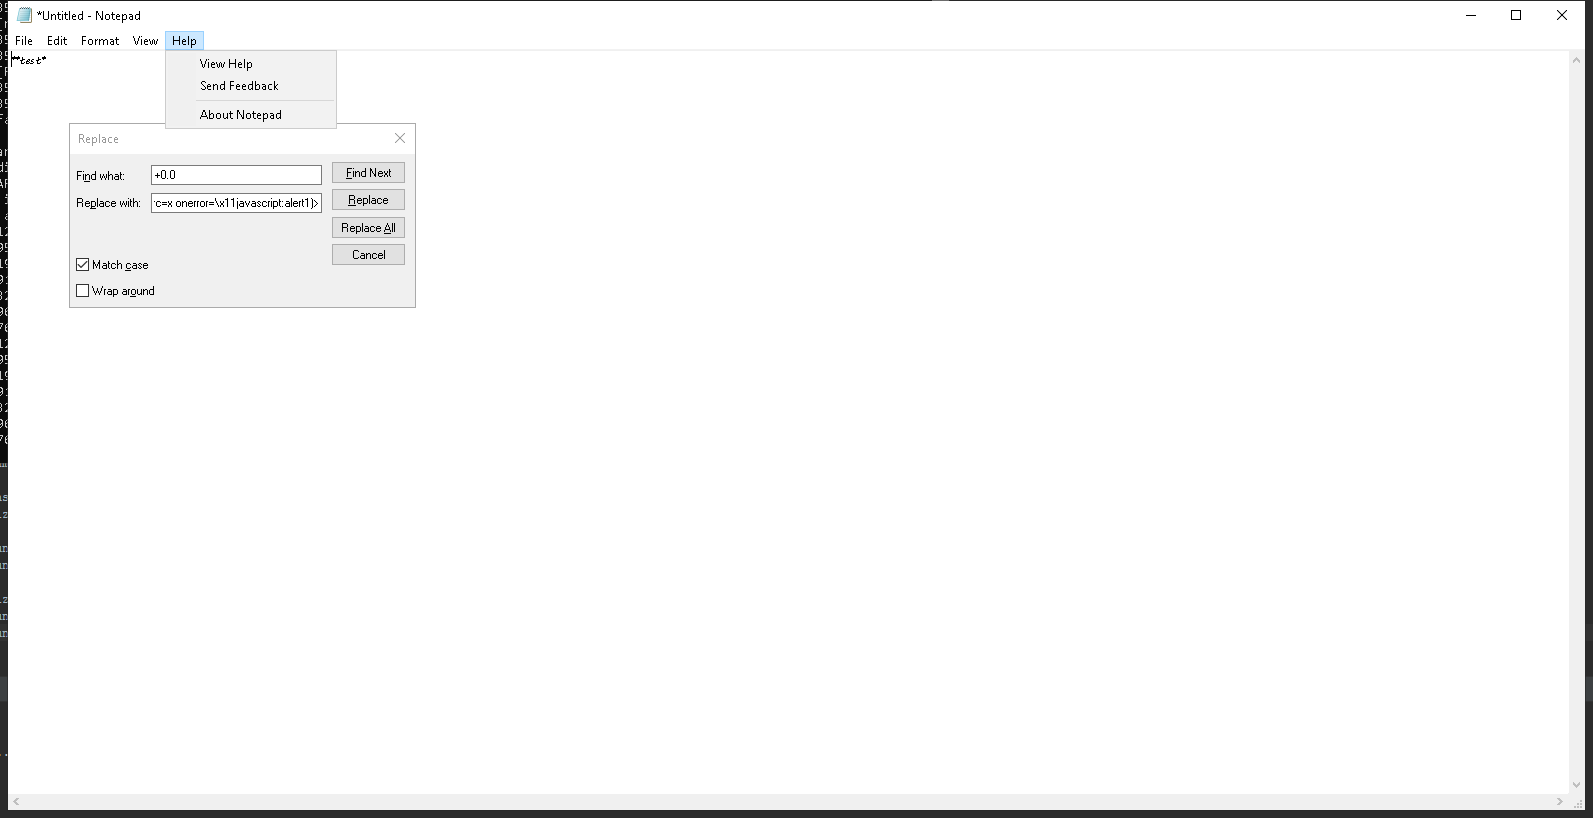 *Untitled - Notepad
File Edit Format View Help
**test*
View Help
Send Feedback
About Notepad
Replace
Find what: +0.0 Find Next
Replace with: c=x onerror=\x11javascript:alert1)> Replace
Replace All
Cancel
Match case
Wrap around